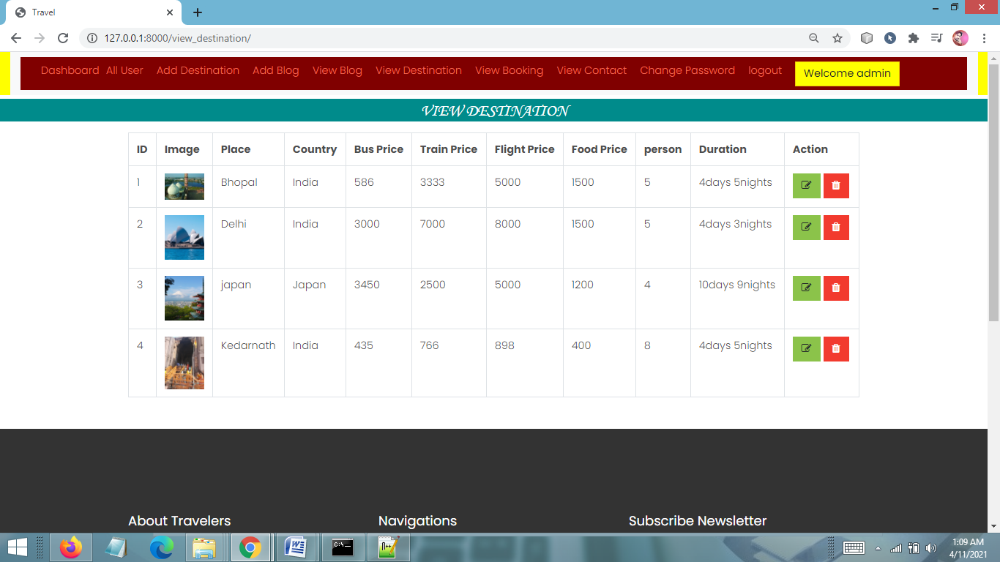 Travel
127.0.0.1:8000/view_destination/
Dashboard All User Add Destination Add Blog View Blog View Destination View Booking View Contact Change Password logout Welcome admin
VIEW DESTINATION
ID Image Place Country Bus Price Train Price Flight Price Food Price person Duration Action
1 Bhopal India 586 3333 5000 1500 5 4days 5nights
2 Delhi India 3000 7000 8000 1500 5 4days 3nights
3 japan Japan 3450 2500 5000 1200 4 10days 9nights
4 Kedarnath India 435 766 898 400 8 4days 5nights
About Travelers Navigations Subscribe Newsletter
1:09 AM
4/11/2021